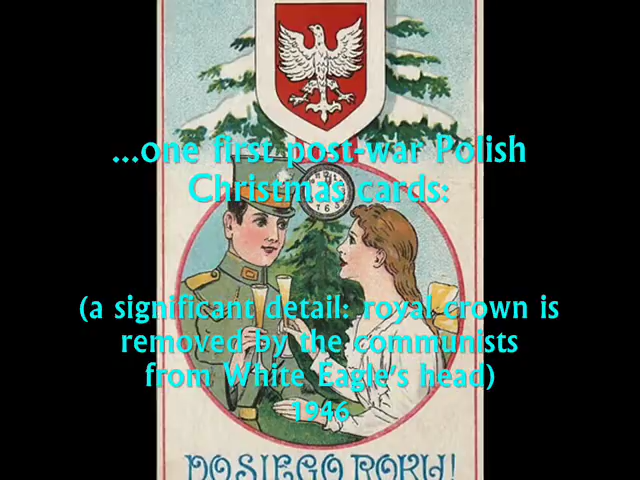 ...one first post-war Polish
Christmas cards:
(a significant detail: royal crown is
removed by the communists
from White Eagle's head)
1946
DOSIEGO ROKU!